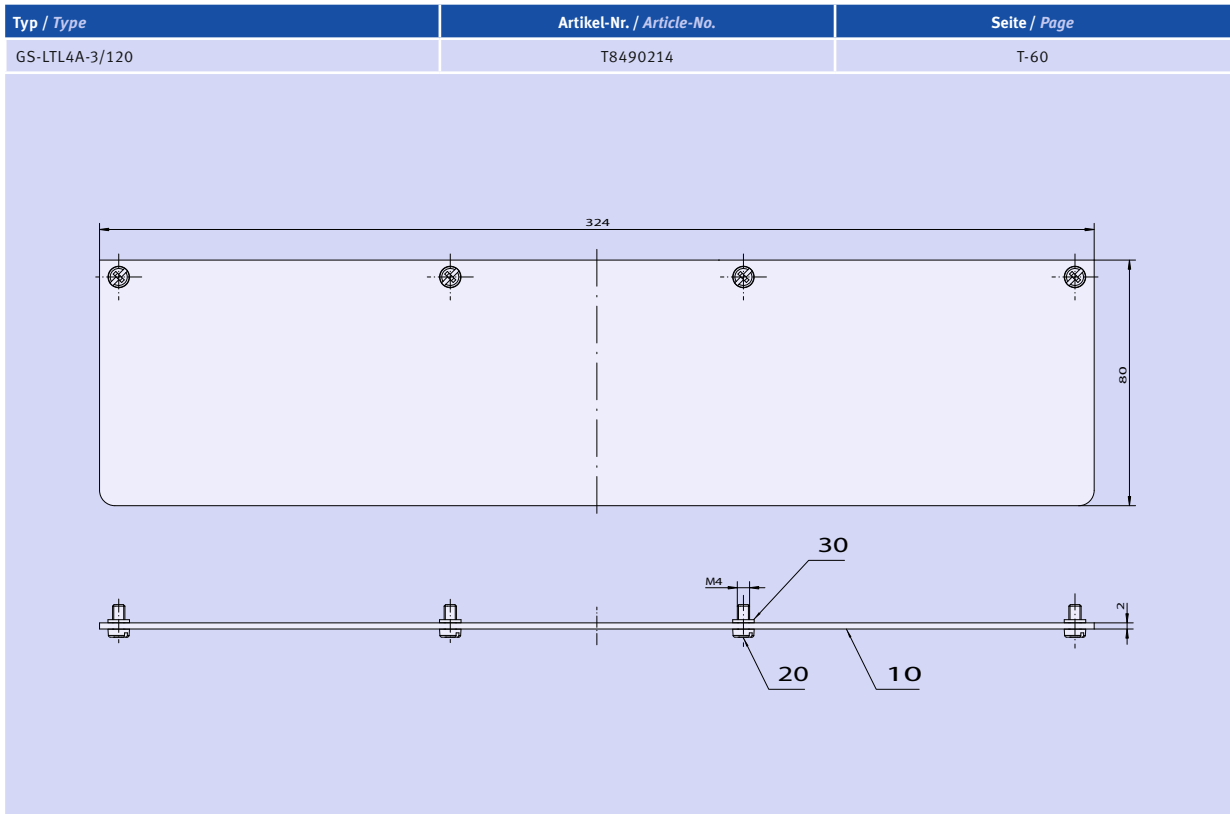 Typ / Type Artikel-Nr. / Article-No. Seite / Page
GS-LTL4A-3/120 T8490214 T-60
324
80
30
M4
2
20 10